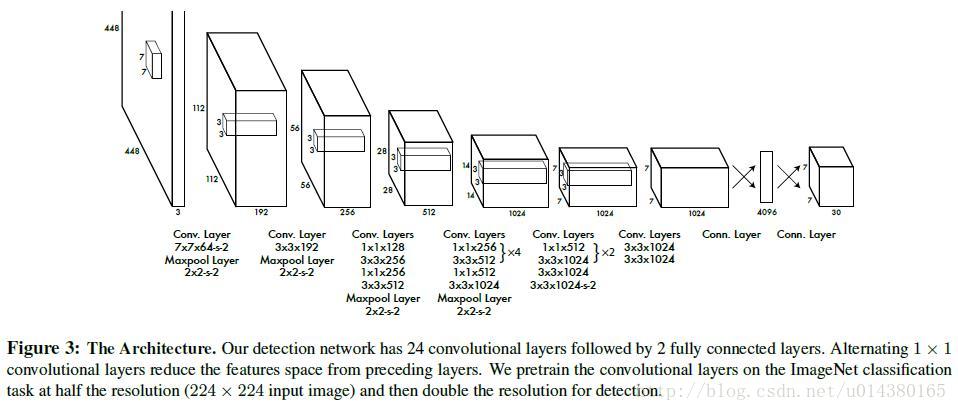 448
7
7
448
3
112
3
3
112
192
56
3
3
56
256
28
3
3
28
512
14
3
3
14
1024
7
3
3
7
1024
7
7
1024
4096
7
7
30
Conv. Layer
7x7x64-s-2
Maxpool Layer
2x2-s-2
Conv. Layer
3x3x192
Maxpool Layer
2x2-s-2
Conv. Layers
1x1x128
3x3x256
1x1x256
3x3x512
Maxpool Layer
2x2-s-2
Conv. Layers
1x1x256
3x3x512 }×4
1x1x512
3x3x1024
Maxpool Layer
2x2-s-2
Conv. Layers
1x1x512
3x3x1024 }×2
3x3x1024
3x3x1024-s-2
Conv. Layers
3x3x1024
3x3x1024
Conn. Layer
Conn. Layer
Figure 3: The Architecture. Our detection network has 24 convolutional layers followed by 2 fully connected layers. Alternating 1 × 1
convolutional layers reduce the features space from preceding layers. We pretrain the convolutional layers on the ImageNet classification
task at half the resolution (224 × 224 input image) and then double the resolution for detection.
http://blog.csdn.net/u014380165